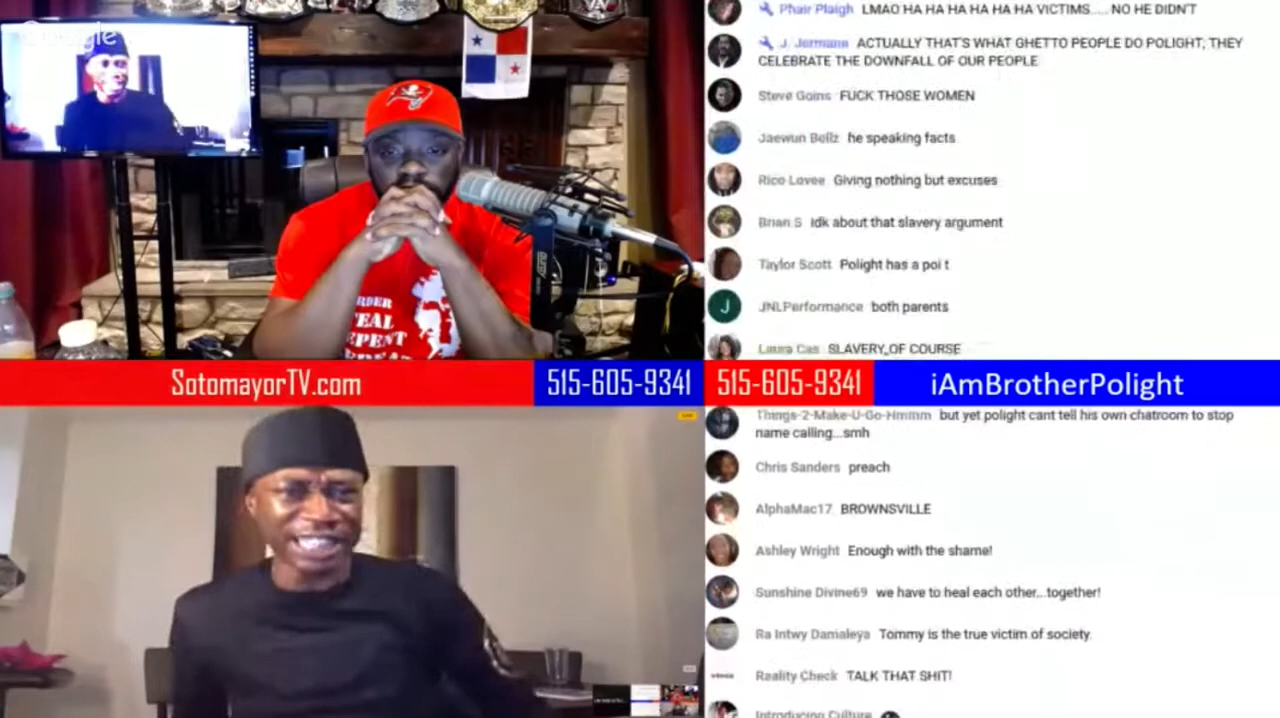 Google
Phair Plaigh LMAO HA HA HA HA HA HA VICTIMS..... NO HE DIDN'T
J. Jermane ACTUALLY THAT'S WHAT GHETTO PEOPLE DO POLIGHT, THEY
CELEBRATE THE DOWNFALL OF OUR PEOPLE
Steve Goins FUCK THOSE WOMEN
Jaewun Bellz he speaking facts
Rico Lovee Giving nothing but excuses
Brian S Idk about that slavery argument
Taylor Scott Polight has a poi t
J JNLPerformance both parents
Laura Cas SLAVERY, OF COURSE
EAL
EPENT
SotomayorTV.com 515-605-9341 515-605-9341 iAmBrotherPolight
Things-2-Make-U-Go-Hmmm but yet polight cant tell his own chatroom to stop
name calling...smh
Chris Sanders preach
AlphaMac17 BROWNSVILLE
Ashley Wright Enough with the shame!
Sunshine Divine69 we have to heal each other...together!
Ra Intwy Damaleya Tommy is the true victim of society.
Reality Check TALK THAT SHIT!
Introducing Culture